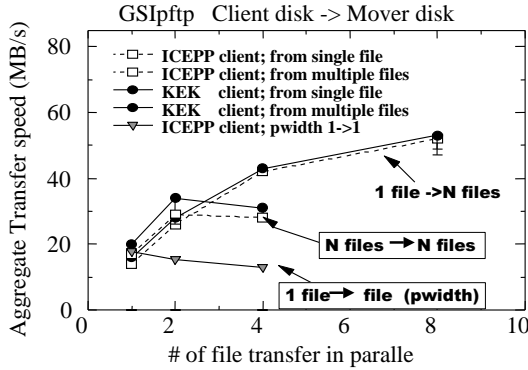 GSIpftp Client disk -> Mover disk
Aggregate Transfer speed (MB/s)
80
60
40
20
0
ICEPP client; from single file
ICEPP client; from multiple files
KEK client; from single file
KEK client; from multiple files
ICEPP client; pwidth 1->1
1 file ->N files
N files → N files
1 file → file (pwidth)
0 2 4 6 8 10
# of file transfer in paralle